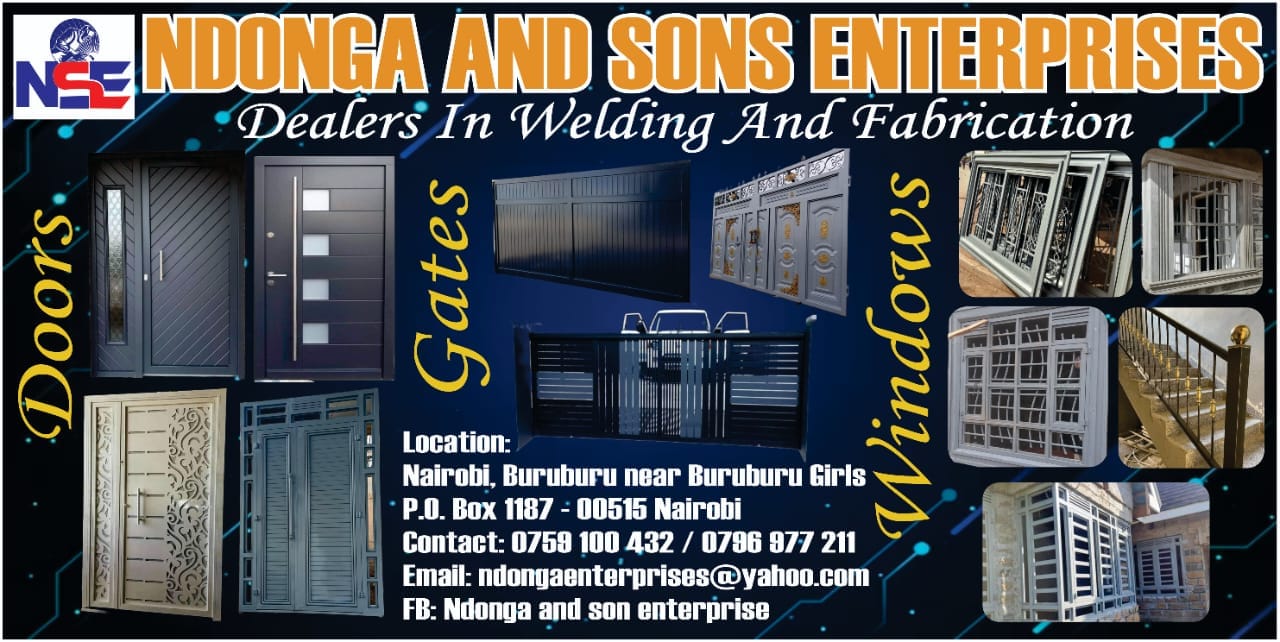 NSE
NDONGA AND SONS ENTERPRISES
Dealers In Welding And Fabrication
Doors
Gates
Windows
Location:
Nairobi, Buruburu near Buruburu Girls
P.O. Box 1187 - 00515 Nairobi
Contact: 0759 100 432 / 0796 977 211
Email: ndongaenterprises@yahoo.com
FB: Ndonga and son enterprise